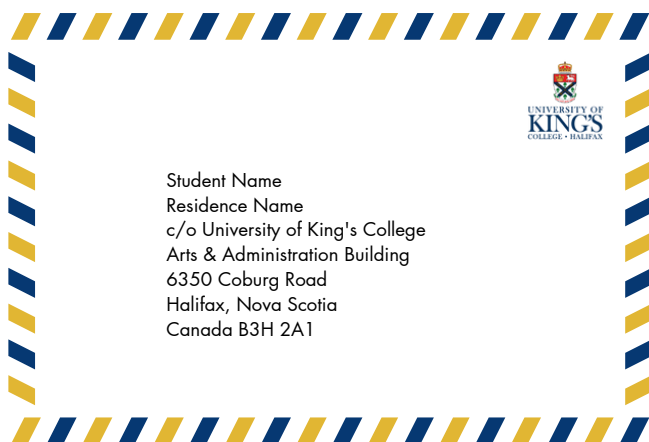 UNIVERSITY OF
KING'S
COLLEGE • HALIFAX
Student Name
Residence Name
c/o University of King's College
Arts & Administration Building
6350 Coburg Road
Halifax, Nova Scotia
Canada B3H 2A1